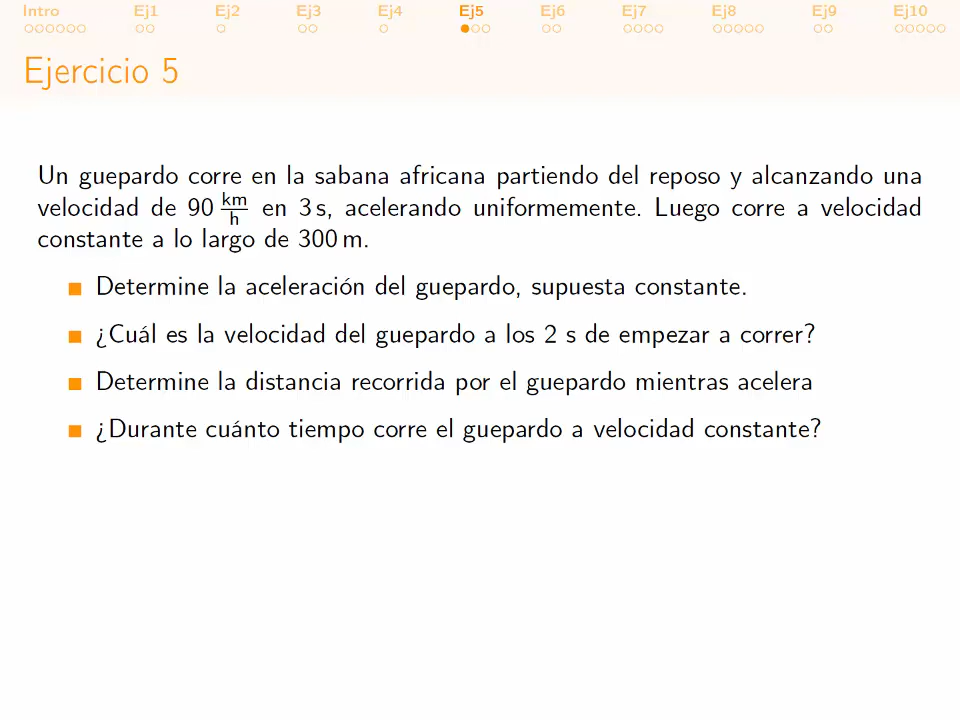 Intro Ej1 Ej2 Ej3 Ej4 Ej5 Ej6 Ej7 Ej8 Ej9 Ej10
Ejercicio 5
Un guepardo corre en la sabana africana partiendo del reposo y alcanzando una
velocidad de 90 km/h en 3 s, acelerando uniformemente. Luego corre a velocidad
constante a lo largo de 300 m.
Determine la aceleración del guepardo, supuesta constante.
¿Cuál es la velocidad del guepardo a los 2 s de empezar a correr?
Determine la distancia recorrida por el guepardo mientras acelera
¿Durante cuánto tiempo corre el guepardo a velocidad constante?